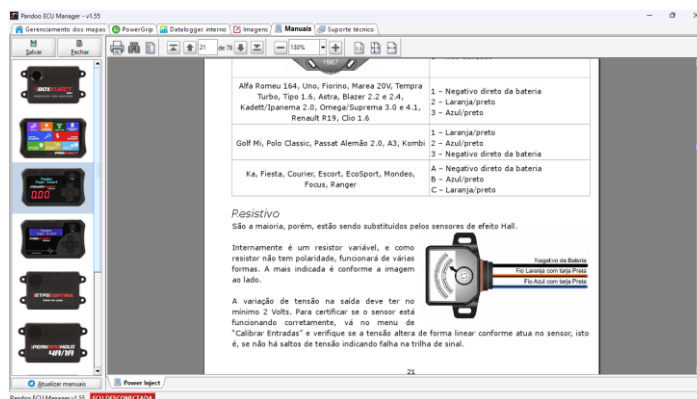 Pandoo ECU Manager - v1.55
Gerenciamento dos mapas
PowerGrip
Datalogger interno
Imagens
Manuais
Suporte técnico
Salvar
Fechar
21
de 78
130%
1987
Alfa Romeu 164, Uno, Fiorino, Marea 20V, Tempra
Turbo, Tipo 1.6, Astra, Blazer 2.2 e 2.4,
Kadett/Ipanema 2.0, Omega/Suprema 3.0 e 4.1,
Renault R19, Clio 1.6
1 – Negativo direto da bateria
2 – Laranja/preto
3 – Azul/preto
Golf Mi, Polo Classic, Passat Alemão 2.0, A3, Kombi
1 – Laranja/preto
2 – Azul/preto
3 – Negativo direto da bateria
Ka, Fiesta, Courier, Escort, EcoSport, Mondeo,
Focus, Ranger
A – Negativo direto da bateria
B – Azul/preto
C – Laranja/preto
Resistivo
São a maioria, porém, estão sendo substituídos pelos sensores de efeito Hall.
Internamente é um resistor variável, e como
resistor não tem polaridade, funcionará de várias
formas. A mais indicada é conforme a imagem
ao lado.
Negativo da Bateria
Fio Laranja com tarja Preta
Fio Azul com tarja Preta
A variação de tensão na saída deve ter no
mínimo 2 Volts. Para certificar se o sensor está
funcionando corretamente, vá no menu de
"Calibrar Entradas" e verifique se a tensão altera de forma linear conforme atua no sensor, isto
é, se não há saltos de tensão indicando falha na trilha de sinal.
21
Atualizar manuais
Power Inject
Pandoo ECU Manager v1.55
ECU DESCONECTADA